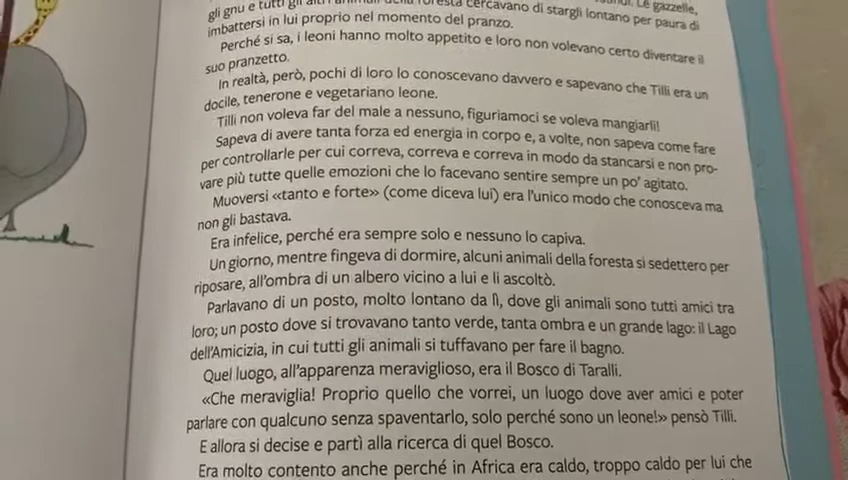 gli gnu e tutti gli altri animali della foresta cercavano di stargli lontano per paura di
imbattersi in lui proprio nel momento del pranzo.
Perché si sa, i leoni hanno molto appetito e loro non volevano certo diventare il
suo pranzetto.
In realtà, però, pochi di loro lo conoscevano davvero e sapevano che Tilli era un
docile, tenerone e vegetariano leone.
Tilli non voleva far del male a nessuno, figuriamoci se voleva mangiarli!
Sapeva di avere tanta forza ed energia in corpo e, a volte, non sapeva come fare
per controllarle per cui correva, correva e correva in modo da stancarsi e non pro-
vare più tutte quelle emozioni che lo facevano sentire sempre un po' agitato.
Muoversi «tanto e forte» (come diceva lui) era l'unico modo che conosceva ma
non gli bastava.
Era infelice, perché era sempre solo e nessuno lo capiva.
Un giorno, mentre fingeva di dormire, alcuni animali della foresta si sedettero per
riposare, all'ombra di un albero vicino a lui e li ascoltò.
Parlavano di un posto, molto lontano da lì, dove gli animali sono tutti amici tra
loro; un posto dove si trovavano tanto verde, tanta ombra e un grande lago: il Lago
dell'Amicizia, in cui tutti gli animali si tuffavano per fare il bagno.
Quel luogo, all'apparenza meraviglioso, era il Bosco di Taralli.
«Che meraviglia! Proprio quello che vorrei, un luogo dove aver amici e poter
parlare con qualcuno senza spaventarlo, solo perché sono un leone!» pensò Tilli.
E allora si decise e partì alla ricerca di quel Bosco.
Era molto contento anche perché in Africa era caldo, troppo caldo per lui che